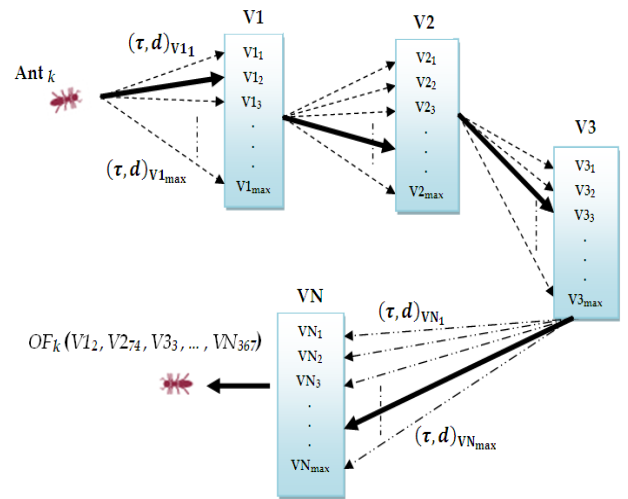 V1
(τ, d)V1₁
Ant k
V1₁
V1₂
V1₃
.
.
.
V1max
(τ, d)V1max
V2
V2₁
V2₂
V2₃
.
.
.
V2max
V3
V3₁
V3₂
V3₃
.
.
.
V3max
VN
VN₁
VN₂
VN₃
.
.
.
VNmax
(τ, d)VN₁
(τ, d)VNmax
OFₖ (V1₂, V2₇₄, V3₃, ..., VN₃₆₇)